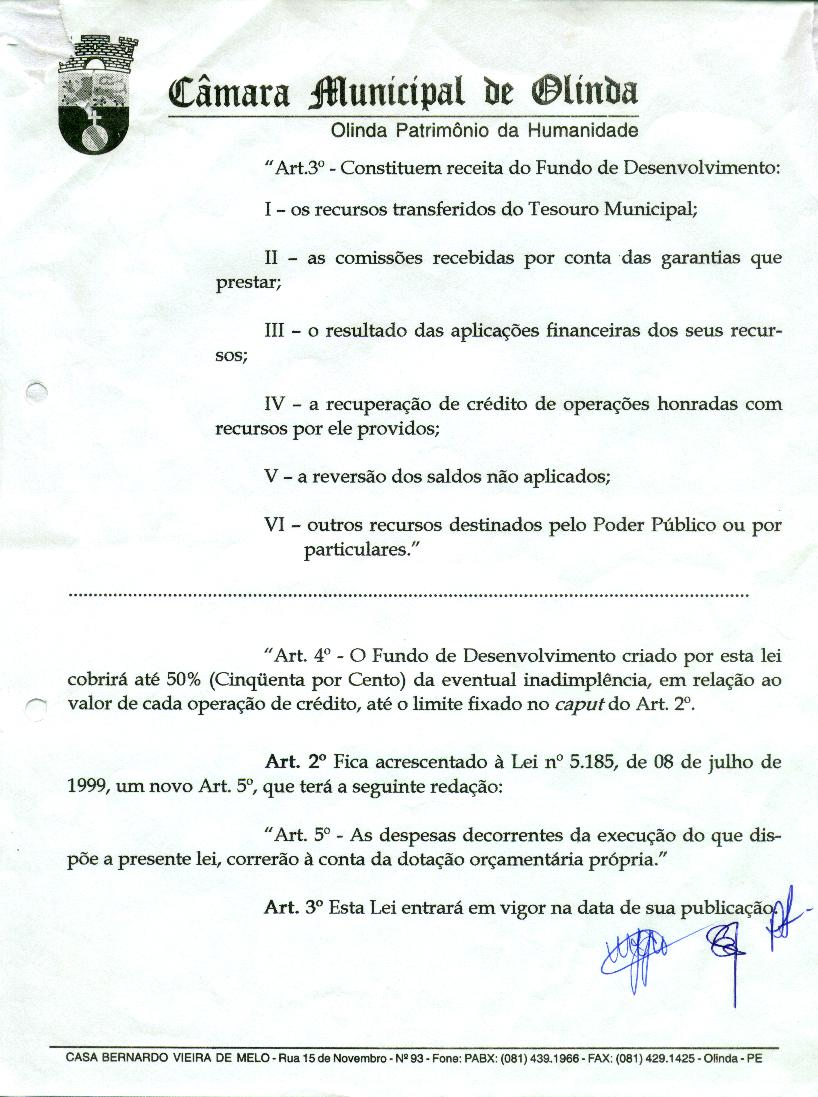 Câmara Municipal de Olinda
Olinda Patrimônio da Humanidade
"Art.3º - Constituem receita do Fundo de Desenvolvimento:
I – os recursos transferidos do Tesouro Municipal;
II – as comissões recebidas por conta das garantias que
prestar;
III – o resultado das aplicações financeiras dos seus recur-
sos;
IV – a recuperação de crédito de operações honradas com
recursos por ele providos;
V – a reversão dos saldos não aplicados;
VI – outros recursos destinados pelo Poder Público ou por
particulares."
"Art. 4º - O Fundo de Desenvolvimento criado por esta lei
cobrirá até 50% (Cinqüenta por Cento) da eventual inadimplência, em relação ao
valor de cada operação de crédito, até o limite fixado no caput do Art. 2º.
Art. 2º Fica acrescentado à Lei nº 5.185, de 08 de julho de
1999, um novo Art. 5º, que terá a seguinte redação:
"Art. 5º - As despesas decorrentes da execução do que dis-
põe a presente lei, correrão à conta da dotação orçamentária própria."
Art. 3º Esta Lei entrará em vigor na data de sua publicação.
CASA BERNARDO VIEIRA DE MELO - Rua 15 de Novembro - Nº 93 - Fone: PABX: (081) 439.1966 - FAX: (081) 429.1425 - Olinda - PE